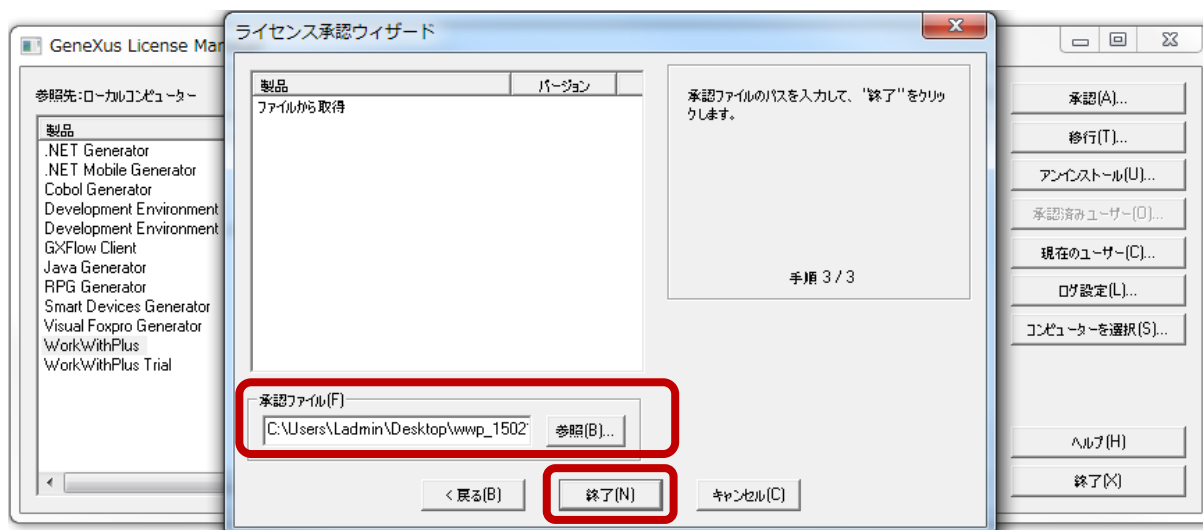 GeneXus License Mar
参照先:ローカルコンピューター
製品
.NET Generator
.NET Mobile Generator
Cobol Generator
Development Environment
Development Environment
GXFlow Client
Java Generator
RPG Generator
Smart Devices Generator
Visual Foxpro Generator
WorkWithPlus
WorkWithPlus Trial
ライセンス承認ウィザード
製品 バージョン
ファイルから取得
承認ファイルのパスを入力して、"終了"をクリッ
クします。
手順 3 / 3
承認ファイル(F)
C:\Users\Ladmin\Desktop\wwp_1502
参照(B)...
< 戻る(B) 終了(N) キャンセル(C)
承認(A)...
移行(T)...
アンインストール(U)...
承認済みユーザー(O)...
現在のユーザー(C)...
ログ設定(L)...
コンピューターを選択(S)...
ヘルプ(H)
終了(X)